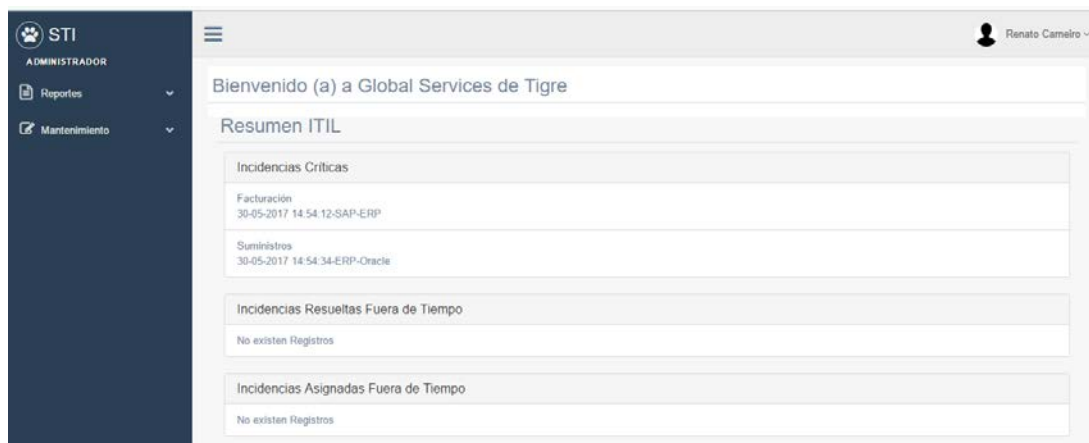 STI
ADMINISTRADOR
Reportes
Mantenimiento
Renato Carneiro
Bienvenido (a) a Global Services de Tigre
Resumen ITIL
Incidencias Críticas
Facturación
30-05-2017 14:54:12-SAP-ERP
Suministros
30-05-2017 14:54:34-ERP-Oracle
Incidencias Resueltas Fuera de Tiempo
No existen Registros
Incidencias Asignadas Fuera de Tiempo
No existen Registros